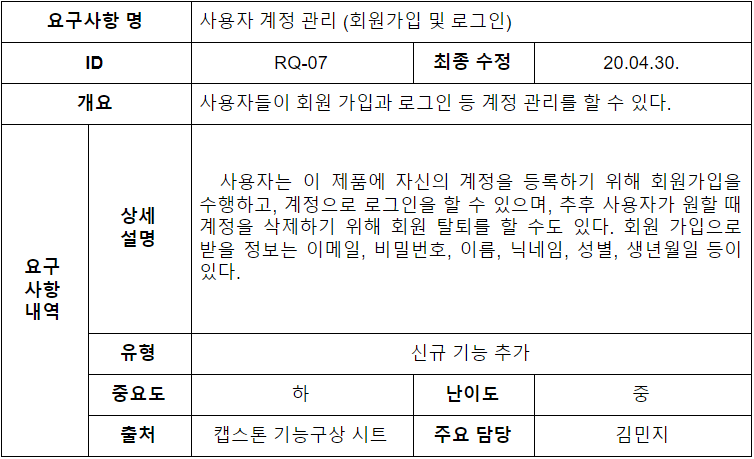 요구사항 명
사용자 계정 관리 (회원가입 및 로그인)
ID
RQ-07
최종 수정
20.04.30.
개요
사용자들이 회원 가입과 로그인 등 계정 관리를 할 수 있다.
요구
사항
내역
상세
설명
사용자는 이 제품에 자신의 계정을 등록하기 위해 회원가입을
수행하고, 계정으로 로그인을 할 수 있으며, 추후 사용자가 원할 때
계정을 삭제하기 위해 회원 탈퇴를 할 수도 있다. 회원 가입으로
받을 정보는 이메일, 비밀번호, 이름, 닉네임, 성별, 생년월일 등이
있다.
유형
신규 기능 추가
중요도
하
난이도
중
출처
캡스톤 기능구상 시트
주요 담당
김민지